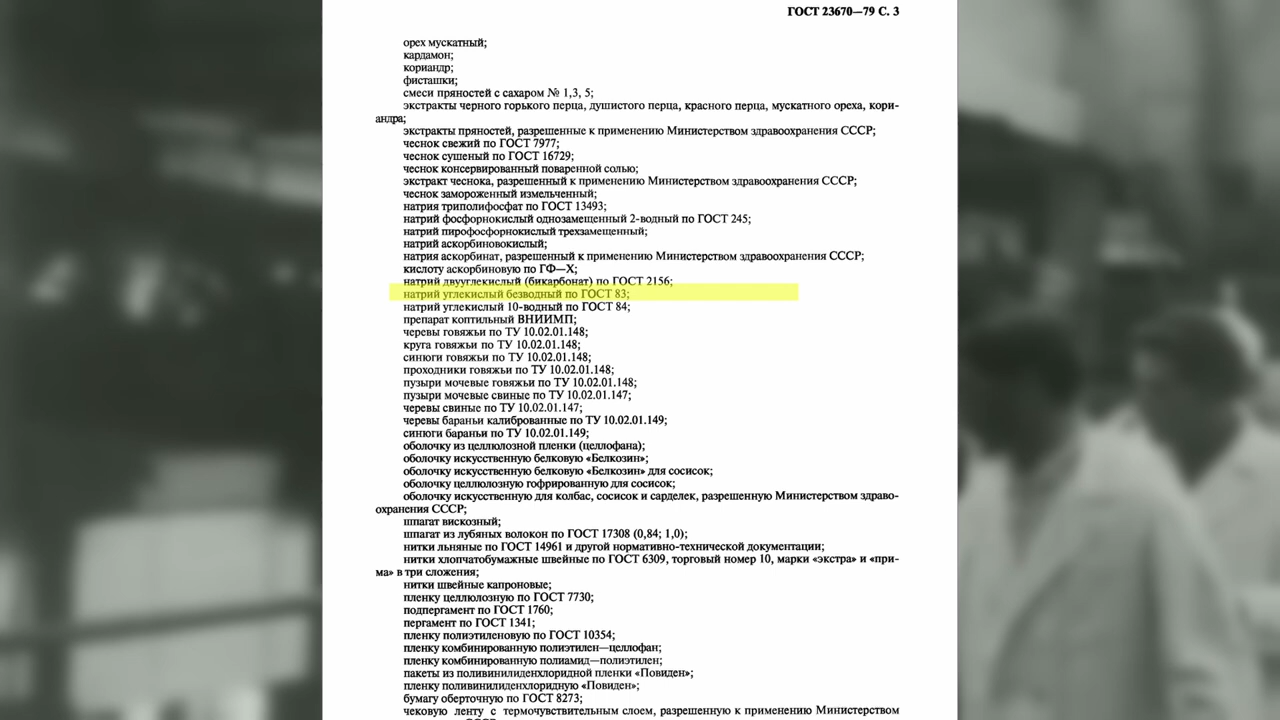 ГОСТ 23670—79 С. 3
орех мускатный;
кардамон;
кориандр;
фисташки;
смеси пряностей с сахаром № 1,3, 5;
экстракты черного горького перца, душистого перца, красного перца, мускатного ореха, кори-
андра;
экстракты пряностей, разрешенные к применению Министерством здравоохранения СССР;
чеснок свежий по ГОСТ 7977;
чеснок сушеный по ГОСТ 16729;
чеснок консервированный поваренной солью;
экстракт чеснока, разрешенный к применению Министерством здравоохранения СССР;
чеснок замороженный измельченный;
натрия триполифосфат по ГОСТ 13493;
натрий фосфорнокислый однозамещенный 2-водный по ГОСТ 245;
натрий пирофосфорнокислый трехзамещенный;
натрий аскорбиновокислый;
натрия аскорбинат, разрешенный к применению Министерством здравоохранения СССР;
кислоту аскорбиновую по ГФ—Х;
натрий двууглекислый (бикарбонат) по ГОСТ 2156;
натрий углекислый безводный по ГОСТ 83;
натрий углекислый 10-водный по ГОСТ 84;
препарат коптильный ВНИИМП;
черевы говяжьи по ТУ 10.02.01.148;
круга говяжьи по ТУ 10.02.01.148;
синюги говяжьи по ТУ 10.02.01.148;
проходники говяжьи по ТУ 10.02.01.148;
пузыри мочевые говяжьи по ТУ 10.02.01.148;
пузыри мочевые свиные по ТУ 10.02.01.147;
черевы свиные по ТУ 10.02.01.147;
черевы бараньи калиброванные по ТУ 10.02.01.149;
синюги бараньи по ТУ 10.02.01.149;
оболочку из целлюлозной пленки (целлофана);
оболочку искусственную белковую «Белкозин»;
оболочку искусственную белковую «Белкозин» для сосисок;
оболочку целлюлозную гофрированную для сосисок;
оболочку искусственную для колбас, сосисок и сарделек, разрешенную Министерством здраво-
охранения СССР;
шпагат вискозный;
шпагат из лубяных волокон по ГОСТ 17308 (0,84; 1,0);
нитки льняные по ГОСТ 14961 и другой нормативно-технической документации;
нитки хлопчатобумажные швейные по ГОСТ 6309, торговый номер 10, марки «экстра» и «при-
ма» в три сложения;
нитки швейные капроновые;
пленку целлюлозную по ГОСТ 7730;
подпергамент по ГОСТ 1760;
пергамент по ГОСТ 1341;
пленку полиэтиленовую по ГОСТ 10354;
пленку комбинированную полиэтилен—целлофан;
пленку комбинированную полиамид—полиэтилен;
пакеты из поливинилиденхлоридной пленки «Повиден»;
пленку поливинилиденхлоридную «Повиден»;
бумагу оберточную по ГОСТ 8273;
чековую ленту с термочувствительным слоем, разрешенную к применению Министерством